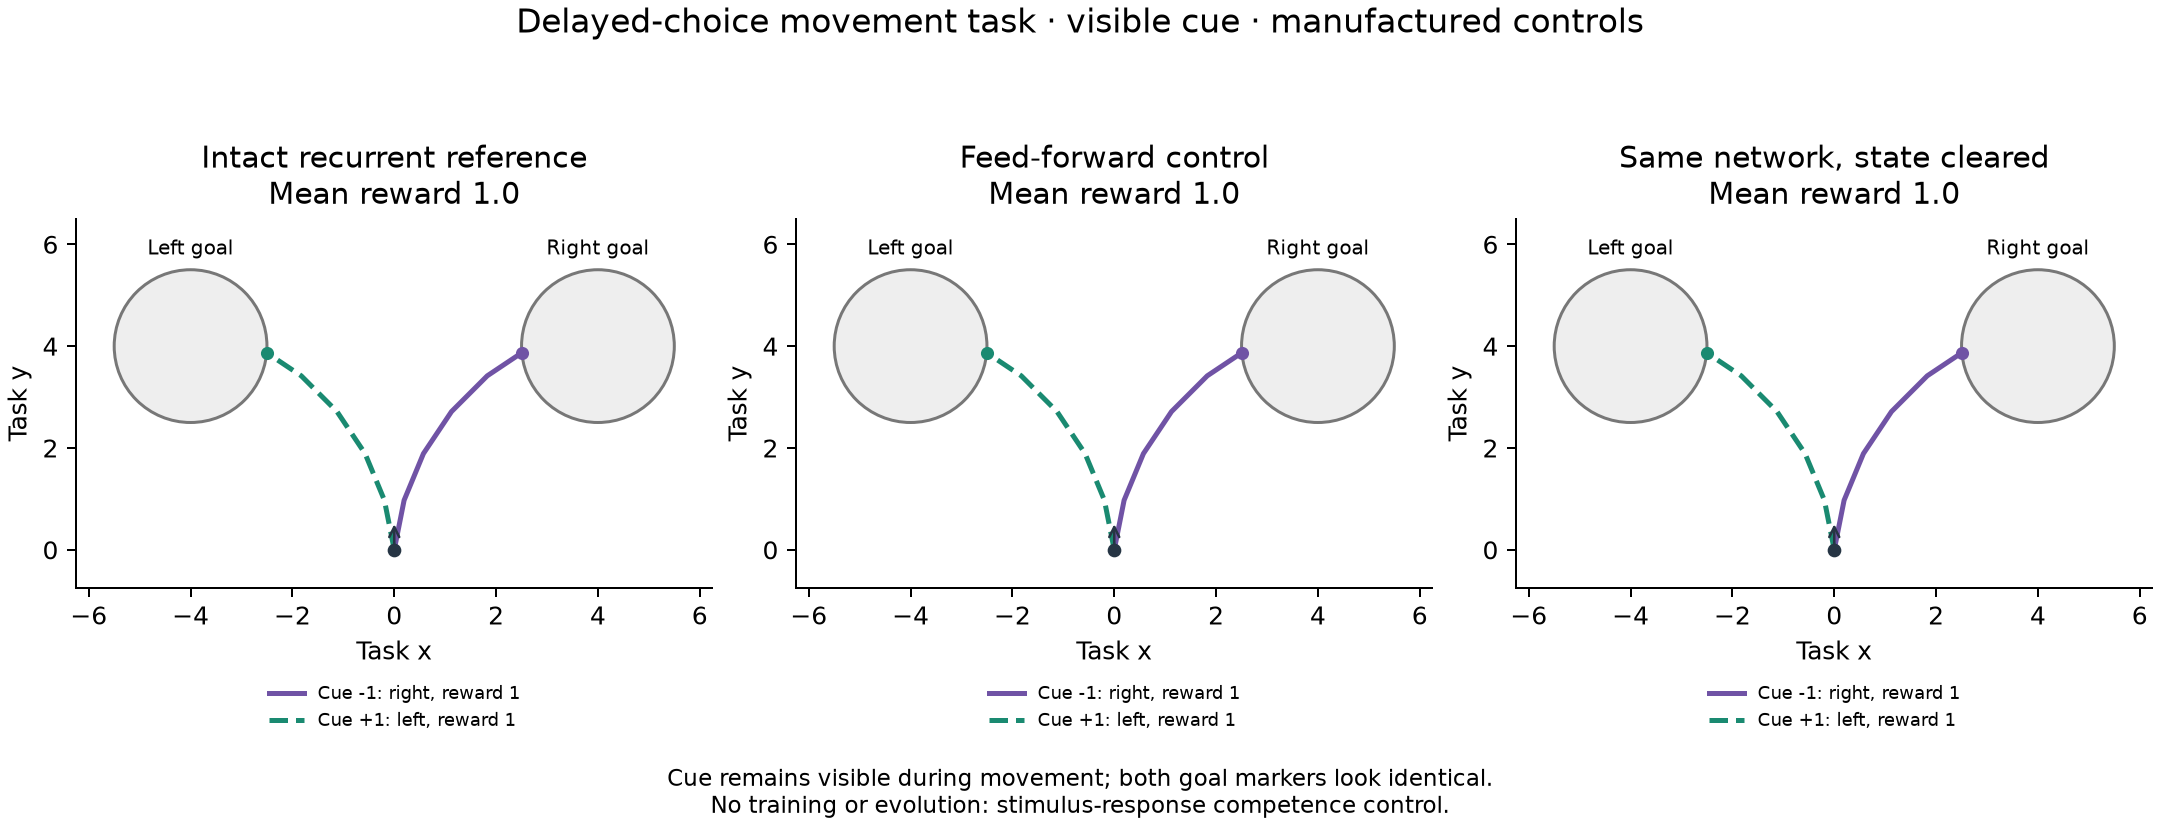 Delayed-choice movement task · visible cue · manufactured controls
Intact recurrent reference
Mean reward 1.0
Left goal
Right goal
6
4
2
0
Task y
−6
−4
−2
0
2
4
6
Task x
Cue -1: right, reward 1
Cue +1: left, reward 1
Feed-forward control
Mean reward 1.0
Left goal
Right goal
6
4
2
0
Task y
−6
−4
−2
0
2
4
6
Task x
Cue -1: right, reward 1
Cue +1: left, reward 1
Same network, state cleared
Mean reward 1.0
Left goal
Right goal
6
4
2
0
Task y
−6
−4
−2
0
2
4
6
Task x
Cue -1: right, reward 1
Cue +1: left, reward 1
Cue remains visible during movement; both goal markers look identical.
No training or evolution: stimulus-response competence control.